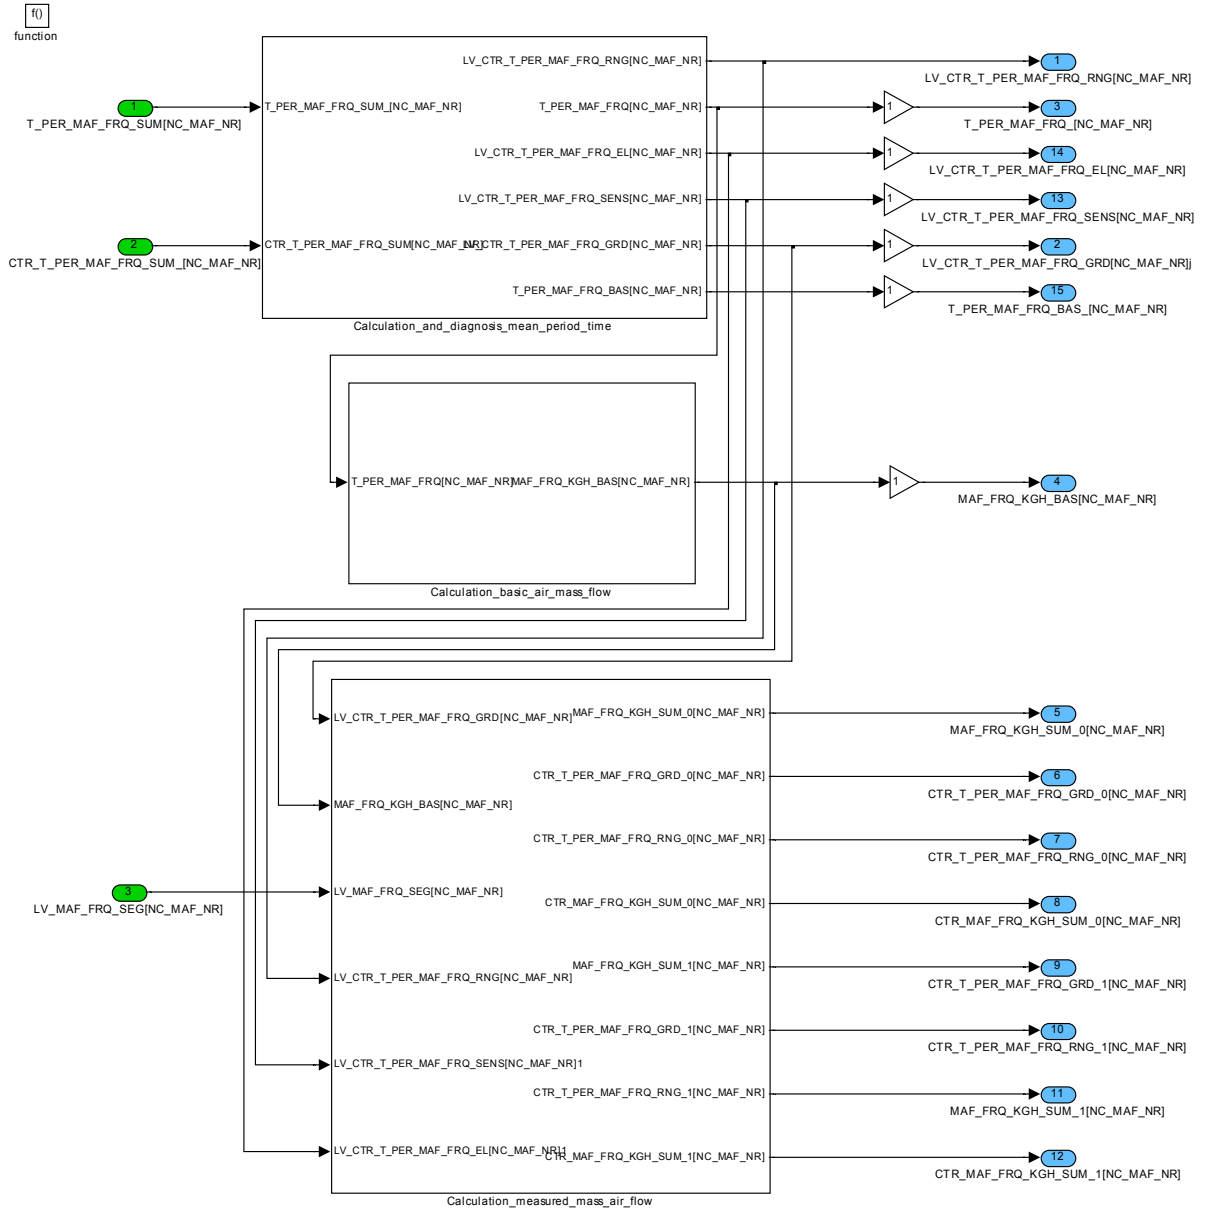 f()
function
LV_CTR_T_PER_MAF_FRQ_RNG[NC_MAF_NR]
1
LV_CTR_T_PER_MAF_FRQ_RNG[NC_MAF_NR]
1
T_PER_MAF_FRQ_SUM[NC_MAF_NR]
T_PER_MAF_FRQ_SUM_[NC_MAF_NR]
T_PER_MAF_FRQ[NC_MAF_NR]
1
3
T_PER_MAF_FRQ_[NC_MAF_NR]
LV_CTR_T_PER_MAF_FRQ_EL[NC_MAF_NR]
1
14
LV_CTR_T_PER_MAF_FRQ_EL[NC_MAF_NR]
LV_CTR_T_PER_MAF_FRQ_SENS[NC_MAF_NR]
1
13
LV_CTR_T_PER_MAF_FRQ_SENS[NC_MAF_NR]
2
CTR_T_PER_MAF_FRQ_SUM_[NC_MAF_NR]
CTR_T_PER_MAF_FRQ_SUM[NC_MAF_NR]
LV_CTR_T_PER_MAF_FRQ_GRD[NC_MAF_NR]
1
2
LV_CTR_T_PER_MAF_FRQ_GRD[NC_MAF_NR]j
T_PER_MAF_FRQ_BAS[NC_MAF_NR]
1
15
T_PER_MAF_FRQ_BAS_[NC_MAF_NR]
Calculation_and_diagnosis_mean_period_time
T_PER_MAF_FRQ[NC_MAF_NR]
MAF_FRQ_KGH_BAS[NC_MAF_NR]
1
4
MAF_FRQ_KGH_BAS[NC_MAF_NR]
Calculation_basic_air_mass_flow
LV_CTR_T_PER_MAF_FRQ_GRD[NC_MAF_NR]
MAF_FRQ_KGH_SUM_0[NC_MAF_NR]
5
MAF_FRQ_KGH_SUM_0[NC_MAF_NR]
CTR_T_PER_MAF_FRQ_GRD_0[NC_MAF_NR]
6
CTR_T_PER_MAF_FRQ_GRD_0[NC_MAF_NR]
MAF_FRQ_KGH_BAS[NC_MAF_NR]
CTR_T_PER_MAF_FRQ_RNG_0[NC_MAF_NR]
7
CTR_T_PER_MAF_FRQ_RNG_0[NC_MAF_NR]
3
LV_MAF_FRQ_SEG[NC_MAF_NR]
LV_MAF_FRQ_SEG[NC_MAF_NR]
CTR_MAF_FRQ_KGH_SUM_0[NC_MAF_NR]
8
CTR_MAF_FRQ_KGH_SUM_0[NC_MAF_NR]
LV_CTR_T_PER_MAF_FRQ_RNG[NC_MAF_NR]
MAF_FRQ_KGH_SUM_1[NC_MAF_NR]
9
CTR_T_PER_MAF_FRQ_GRD_1[NC_MAF_NR]
CTR_T_PER_MAF_FRQ_GRD_1[NC_MAF_NR]
10
CTR_T_PER_MAF_FRQ_RNG_1[NC_MAF_NR]
LV_CTR_T_PER_MAF_FRQ_SENS[NC_MAF_NR]1
CTR_T_PER_MAF_FRQ_RNG_1[NC_MAF_NR]
11
MAF_FRQ_KGH_SUM_1[NC_MAF_NR]
LV_CTR_T_PER_MAF_FRQ_EL[NC_MAF_NR]1
CTR_MAF_FRQ_KGH_SUM_1[NC_MAF_NR]
12
CTR_MAF_FRQ_KGH_SUM_1[NC_MAF_NR]
Calculation_measured_mass_air_flow